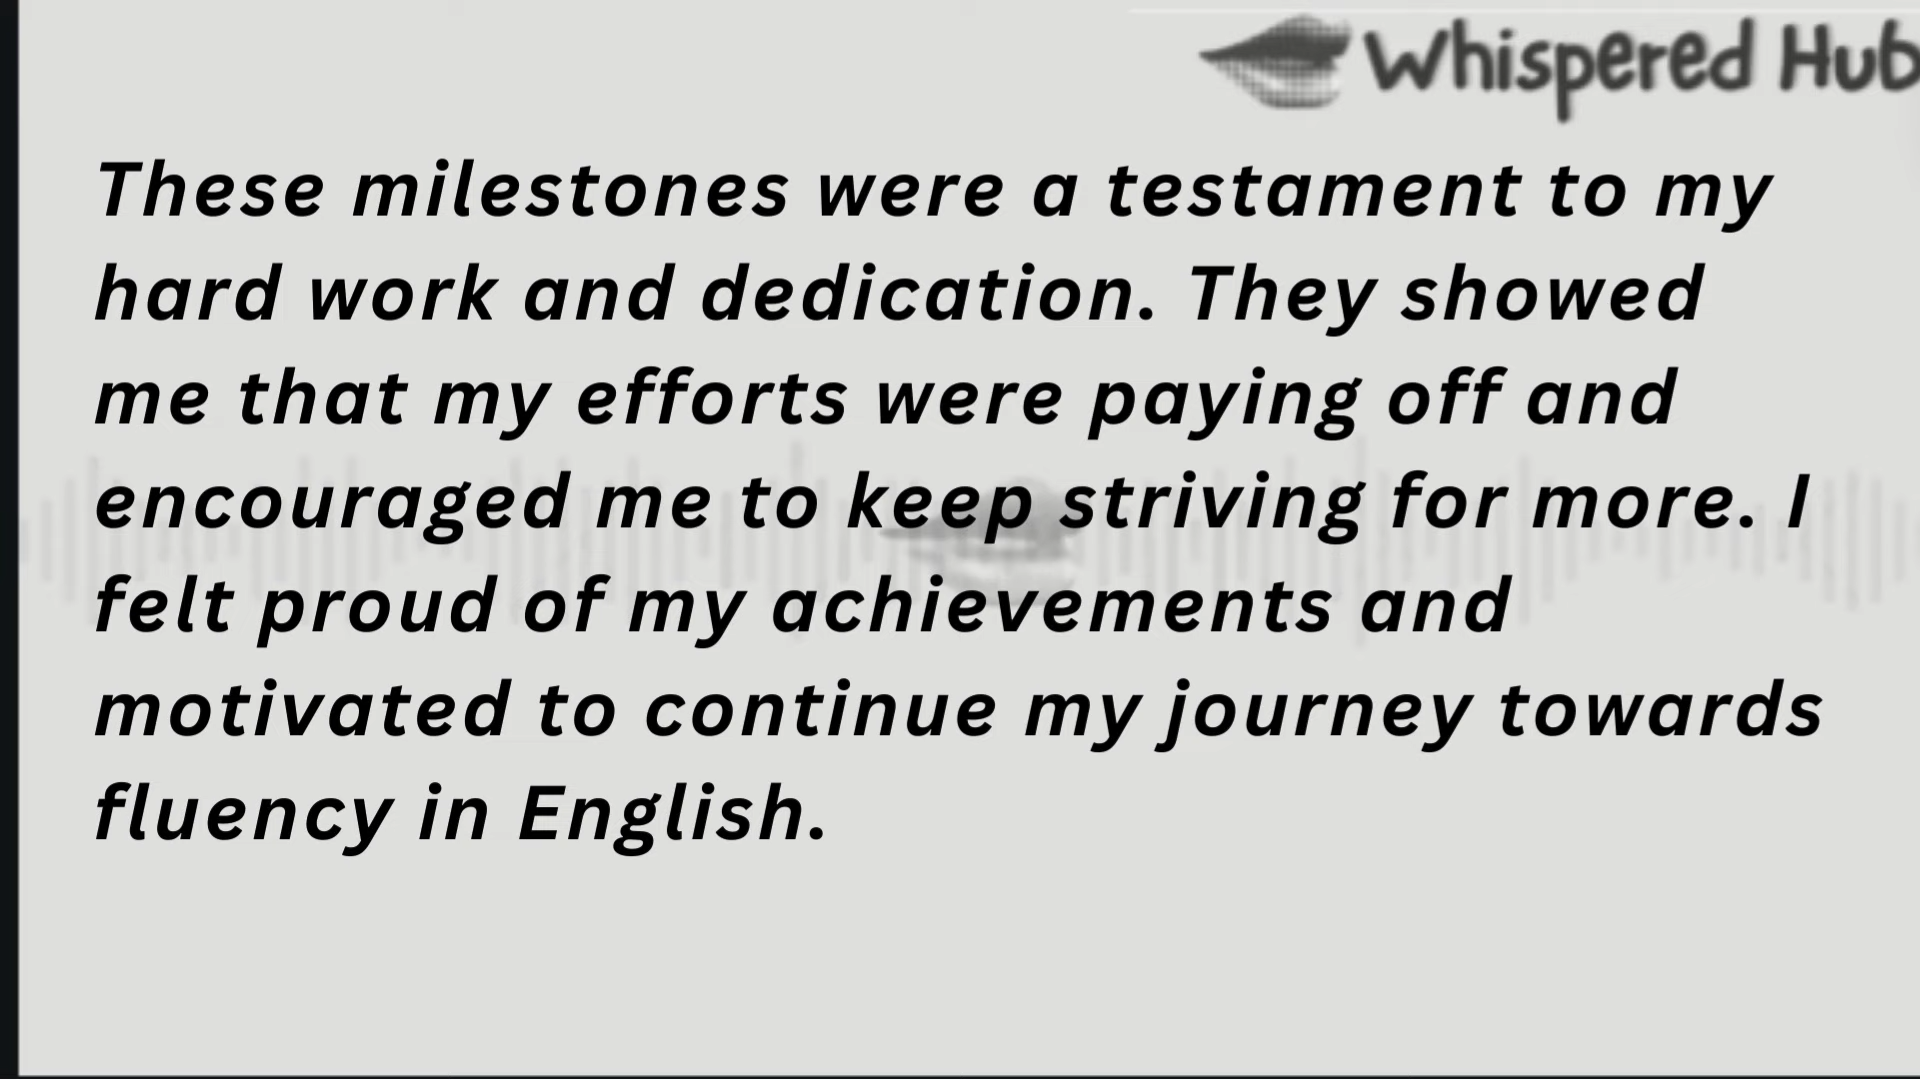 Whispered Hub
These milestones were a testament to my
hard work and dedication. They showed
me that my efforts were paying off and
encouraged me to keep striving for more. I
felt proud of my achievements and
motivated to continue my journey towards
fluency in English.